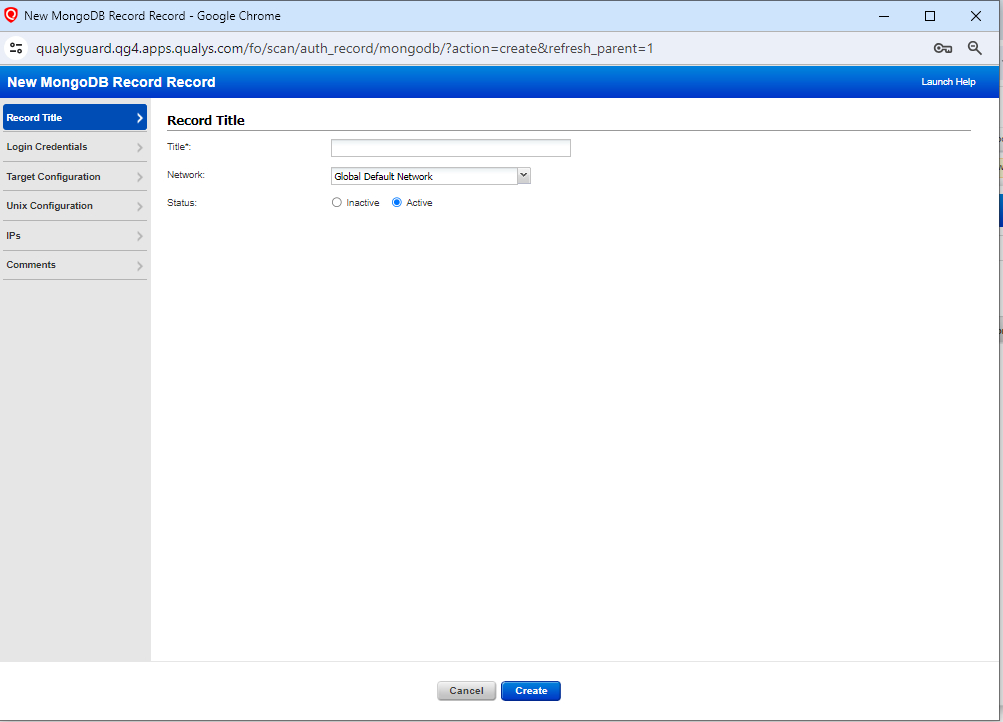 New MongoDB Record Record - Google Chrome
qualysguard.qg4.apps.qualys.com/fo/scan/auth_record/mongodb/?action=create&refresh_parent=1
New MongoDB Record Record
Launch Help
Record Title
Login Credentials
Target Configuration
Unix Configuration
IPs
Comments
Record Title
Title*:
Network: Global Default Network
Status: Inactive Active
Cancel Create